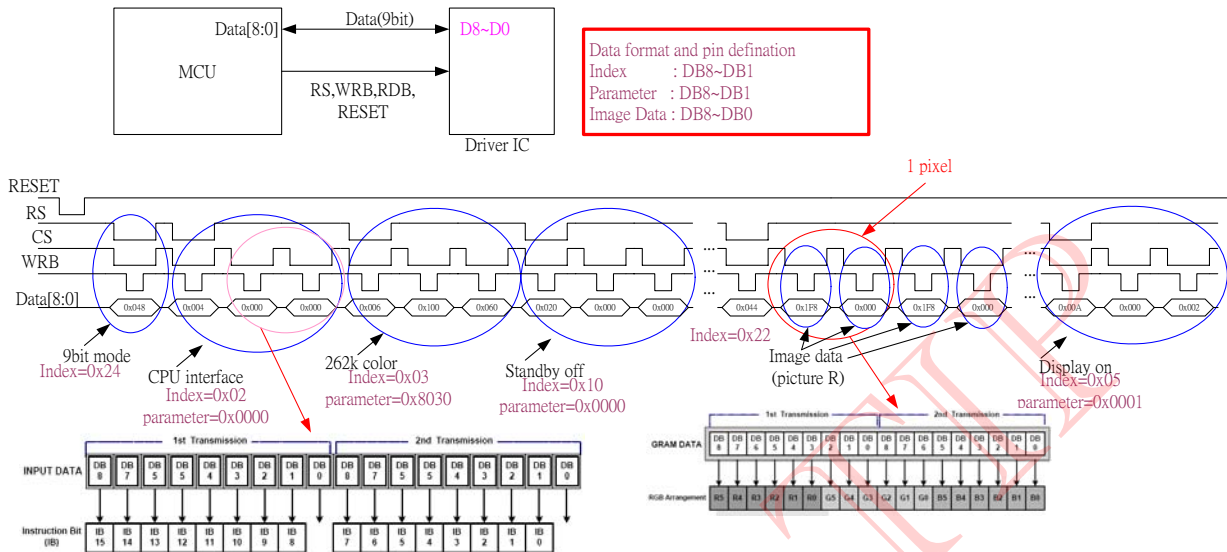 Data[8:0]
Data(9bit)
D8~D0
MCU
RS,WRB,RDB,
RESET
Driver IC
Data format and pin defination
Index : DB8~DB1
Parameter : DB8~DB1
Image Data : DB8~DB0
1 pixel
RESET
RS
CS
WRB
Data[8:0]
... ...
... ...
... ...
0x048 0x004 0x000 0x000 0x006 0x100 0x060 0x020 0x000 0x000 0x044 0x1F8 0x000 0x1F8 0x000 0x00A 0x000 0x002
9bit mode
Index=0x24
CPU interface
Index=0x02
parameter=0x0000
262k color
Index=0x03
parameter=0x8030
Standby off
Index=0x10
parameter=0x0000
Index=0x22
Image data
(picture R)
Display on
Index=0x05
parameter=0x0001
1st Transmission 2nd Transmission
INPUT DATA
DB 8 DB 7 DB 5 DB 5 DB 4 DB 3 DB 2 DB 1 DB 0 DB 8 DB 7 DB 5 DB 5 DB 4 DB 3 DB 2 DB 1 DB 0
Instruction Bit
(IB)
IB 15 IB 14 IB 13 IB 12 IB 11 IB 10 IB 9 IB 8 IB 7 IB 6 IB 5 IB 4 IB 3 IB 2 IB 1 IB 0
1st Transmission 2nd Transmission
GRAM DATA
DB 8 DB 7 DB 6 DB 5 DB 4 DB 3 DB 2 DB 1 DB 0 DB 8 DB 7 DB 6 DB 5 DB 4 DB 3 DB 2 DB 1 DB 0
RGB Arrangement
R5 R4 R3 R2 R1 R0 G5 G4 G3 G2 G1 G0 B5 B4 B3 B2 B1 B0